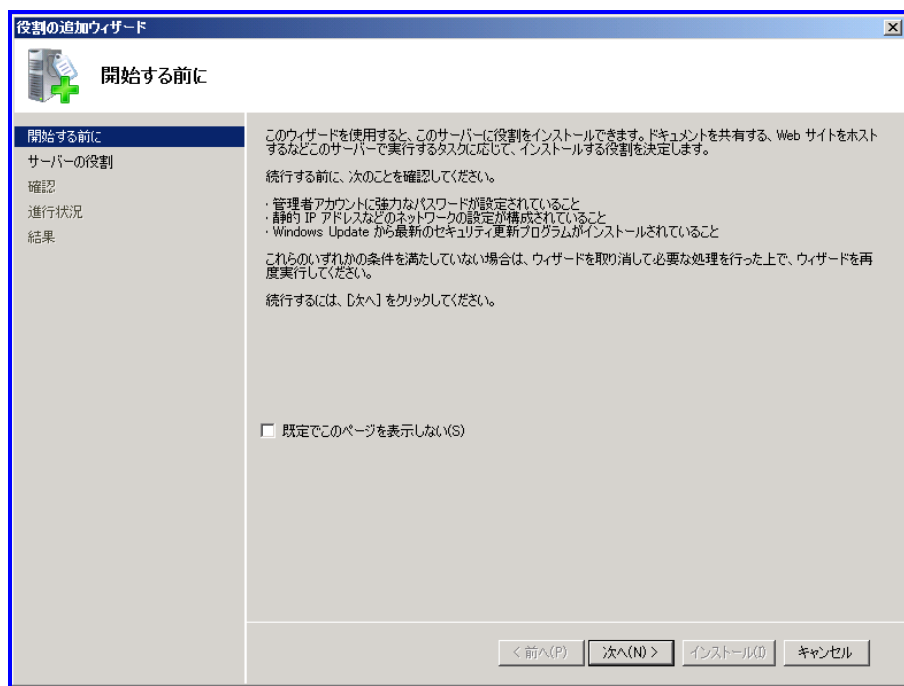 役割の追加ウィザード
開始する前に
開始する前に
サーバーの役割
確認
進行状況
結果
このウィザードを使用すると、このサーバーに役割をインストールできます。ドキュメントを共有する、Web サイトをホスト
するなどこのサーバーで実行するタスクに応じて、インストールする役割を決定します。
続行する前に、次のことを確認してください。
・管理者アカウントに強力なパスワードが設定されていること
・静的 IP アドレスなどのネットワークの設定が構成されていること
・Windows Update から最新のセキュリティ更新プログラムがインストールされていること
これらのいずれかの条件を満たしていない場合は、ウィザードを取り消して必要な処理を行った上で、ウィザードを再
度実行してください。
続行するには、[次へ] をクリックしてください。
既定でこのページを表示しない(S)
< 前へ(P)
次へ(N) >
インストール(I)
キャンセル